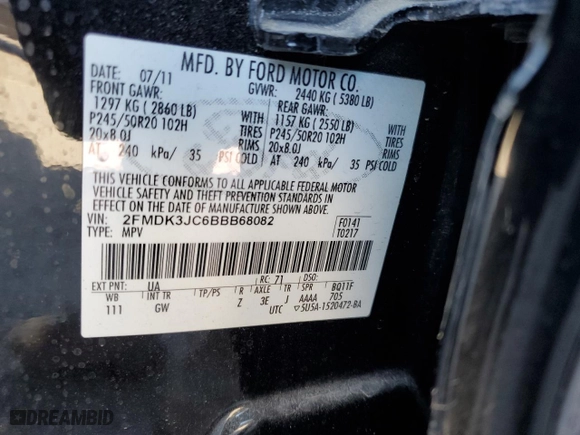 MFD. BY FORD MOTOR CO.
DATE: 07/11 GVWR: 2440 KG ( 5380 LB)
FRONT GAWR: REAR GAWR:
1297 KG ( 2860 LB) 1157 KG ( 2550 LB)
P245/50R20 102H WITH TIRES P245/50R20 102H WITH TIRES
20x8.0J RIMS 20x8.0J RIMS
AT 240 kPa/ 35 PSI COLD AT 240 kPa/ 35 PSI COLD
THIS VEHICLE CONFORMS TO ALL APPLICABLE FEDERAL MOTOR
VEHICLE SAFETY AND THEFT PREVENTION STANDARDS IN
EFFECT ON THE DATE OF MANUFACTURE SHOWN ABOVE.
VIN: 2FMDK3JC6BBB68082 F0141
TYPE: MPV T0217
EXT PNT: UA RC: 71 DSO:
WB INT TR TP/PS R AXLE TR SPR BQ11F
111 GW Z 3E J AAAA 705
UTC 5U5A-1520472-BA
DREAMBID